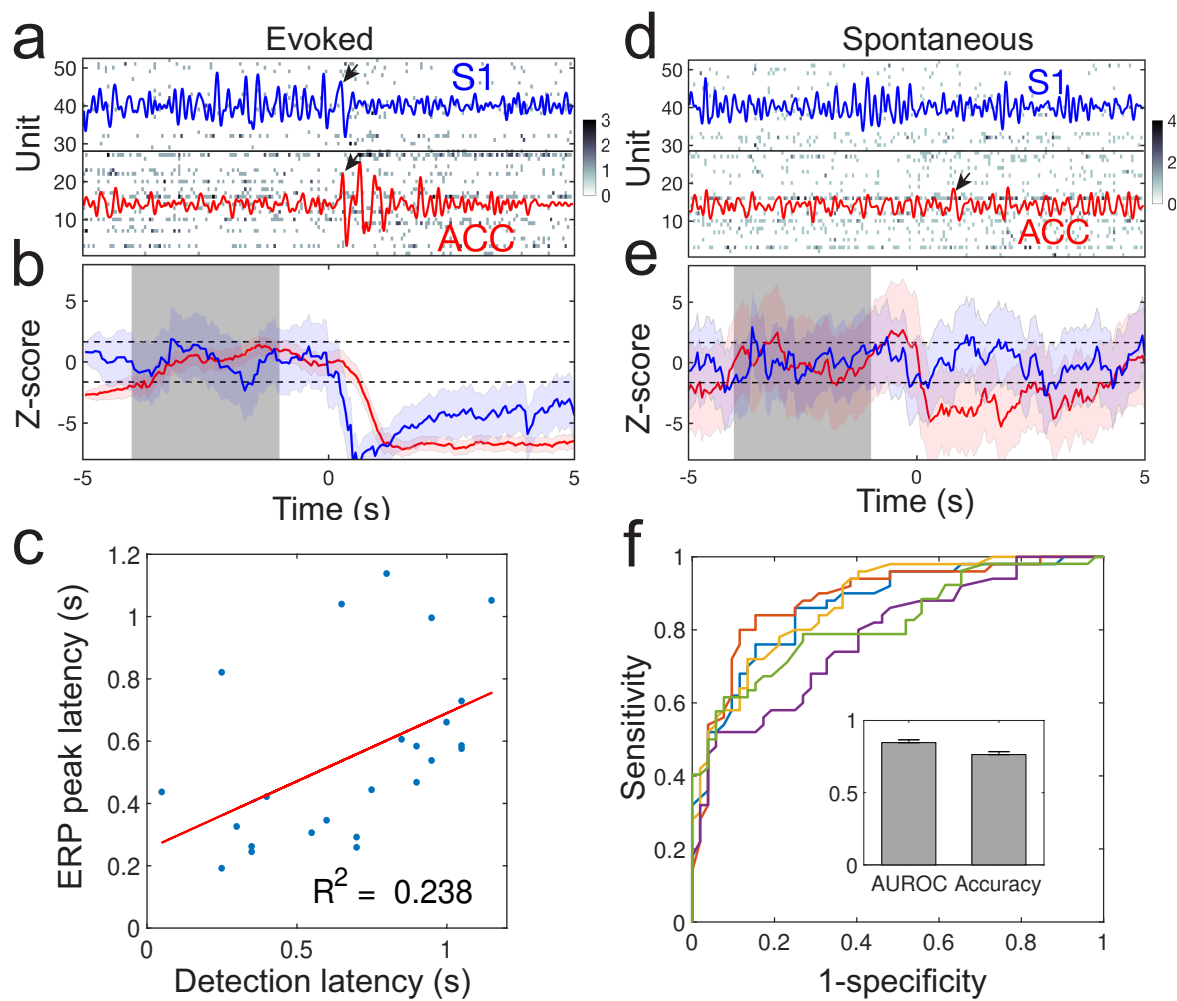 a
Evoked
50
40
30
20
10
Unit
S1
ACC
3
2
1
0
d
Spontaneous
50
40
30
20
10
Unit
S1
ACC
4
2
0
b
Z-score
5
0
-5
-5
0
5
Time (s)
e
Z-score
5
0
-5
-5
0
5
Time (s)
c
ERP peak latency (s)
1.2
1
0.8
0.6
0.4
0.2
0
R2 = 0.238
0
0.5
1
Detection latency (s)
f
Sensitivity
1
0.8
0.6
0.4
0.2
0
1
0.5
0
AUROC Accuracy
0
0.2
0.4
0.6
0.8
1
1-specificity